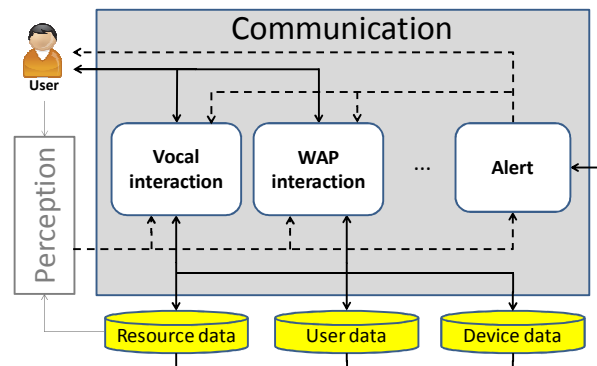 Communication
User
Vocal
interaction
WAP
interaction
...
Alert
Perception
Resource data
User data
Device data